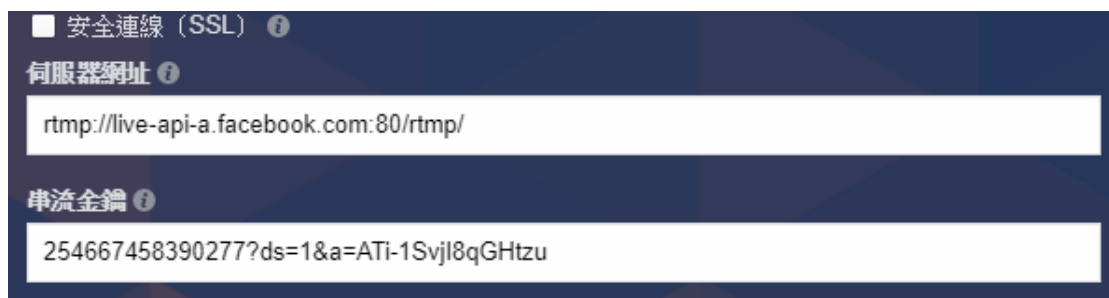 安全連線（SSL）
伺服器網址
rtmp://live-api-a.facebook.com:80/rtmp/
串流金鑰
254667458390277?ds=1&a=ATi-1SvjI8qGHtzu